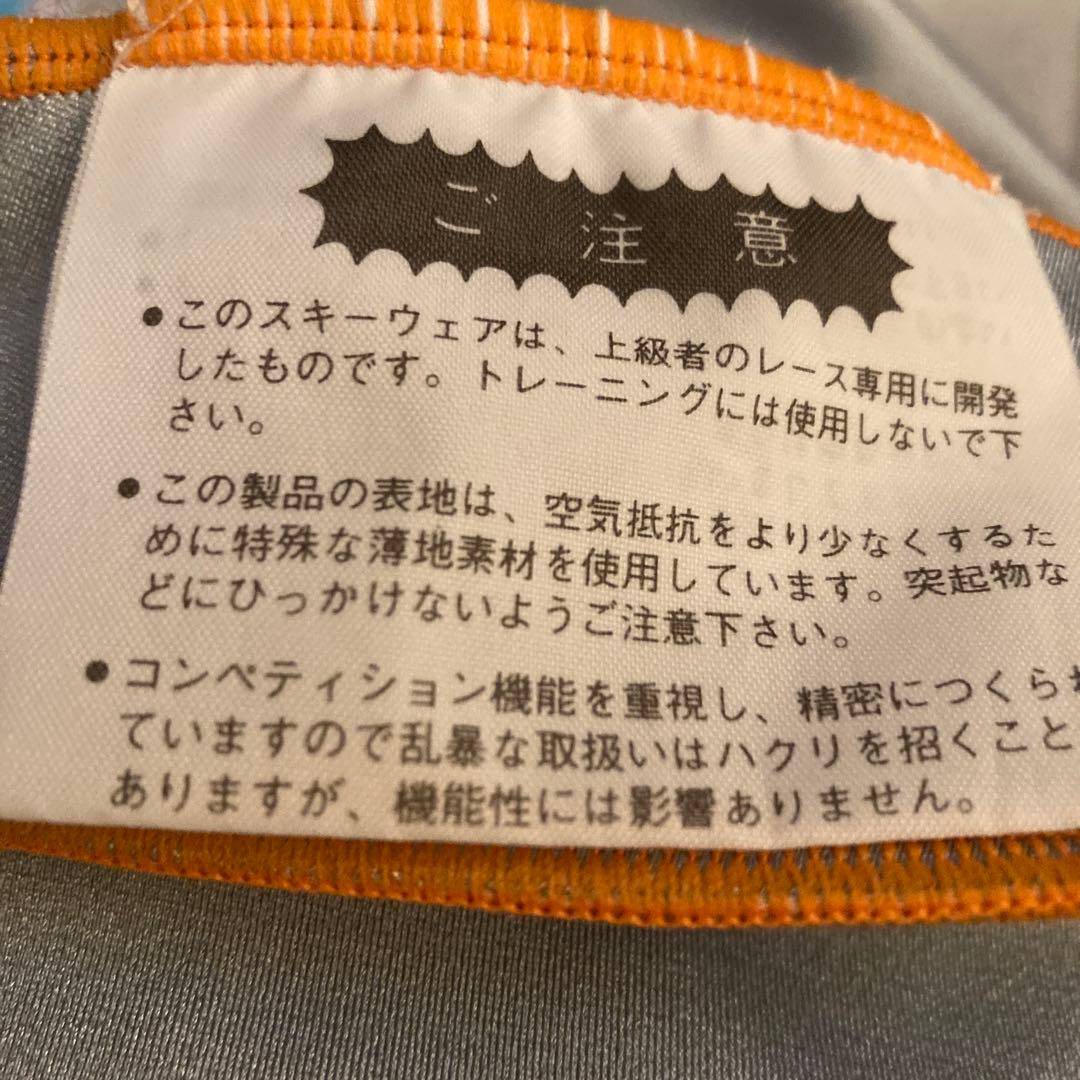 ご注意
●このスキーウェアは、上級者のレース専用に開発
したものです。トレーニングには使用しないで下
さい。
●この製品の表地は、空気抵抗をより少なくするた
めに特殊な薄地素材を使用しています。突起物な
どにひっかけないようご注意下さい。
●コンペティション機能を重視し、精密につくら
ていますので乱暴な取扱いはハクリを招くこと
ありますが、機能性には影響ありません。